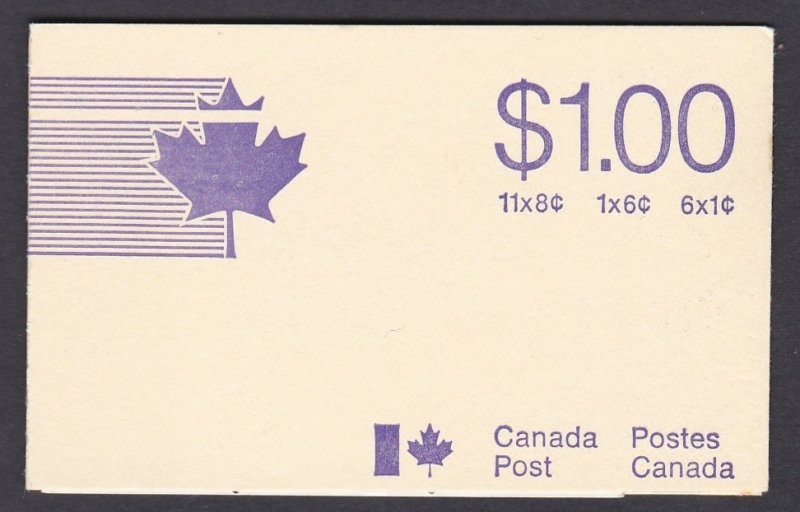 $1.00
11x8¢ 1x6¢ 6x1¢
Canada Postes
Post Canada